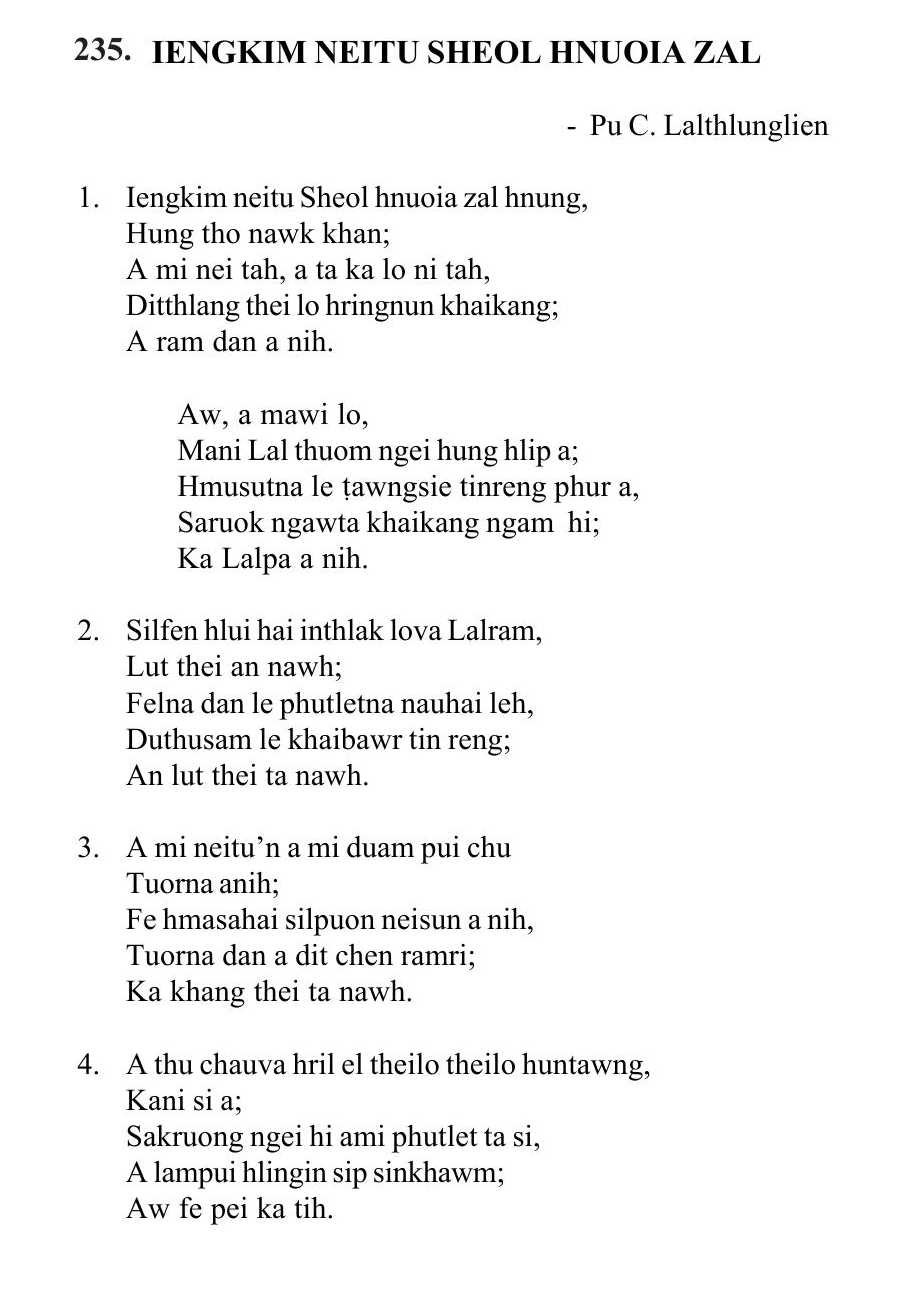 235. IENGKIM NEITU SHEOL HNUOIA ZAL
- Pu C. Lalthlunglien
1. Iengkim neitu Sheol hnuoia zal hnung,
Hung tho nawk khan;
A mi nei tah, a ta ka lo ni tah,
Ditthlang thei lo hringnun khaikang;
A ram dan a nih.
Aw, a mawi lo,
Mani Lal thuom ngei hung hlip a;
Hmusutna le ṭawngsie tinreng phur a,
Saruok ngawta khaikang ngam hi;
Ka Lalpa a nih.
2. Silfen hlui hai inthlak lova Lalram,
Lut thei an nawh;
Felna dan le phutletna nauhai leh,
Duthusam le khaibawr tin reng;
An lut thei ta nawh.
3. A mi neitu’n a mi duam pui chu
Tuorna anih;
Fe hmasahai silpuon neisun a nih,
Tuorna dan a dit chen ramri;
Ka khang thei ta nawh.
4. A thu chauva hril el theilo theilo huntawng,
Kani si a;
Sakruong ngei hi ami phutlet ta si,
A lampui hlingin sip sinkhawm;
Aw fe pei ka tih.